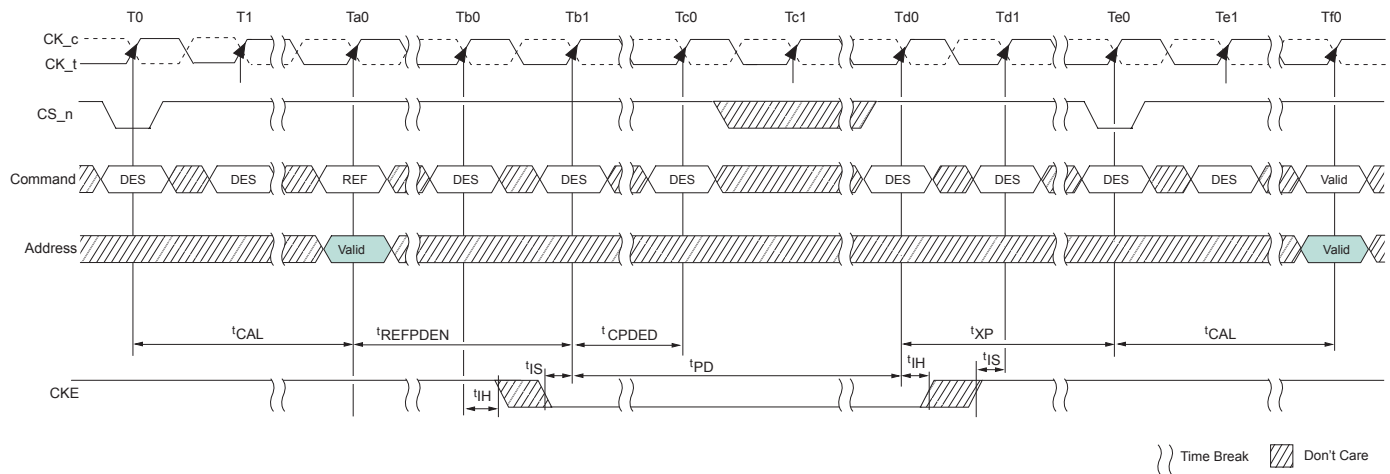 T0 T1 Ta0 Tb0 Tb1 Tc0 Tc1 Td0 Td1 Te0 Te1 Tf0
CK_c
CK_t
CS_n
Command DES DES REF DES DES DES DES DES DES DES Valid
Address Valid Valid
tCAL tREFPDEN tCPDED tXP tCAL
tIS tPD tIH tIS
CKE tIH
Time Break Don't Care